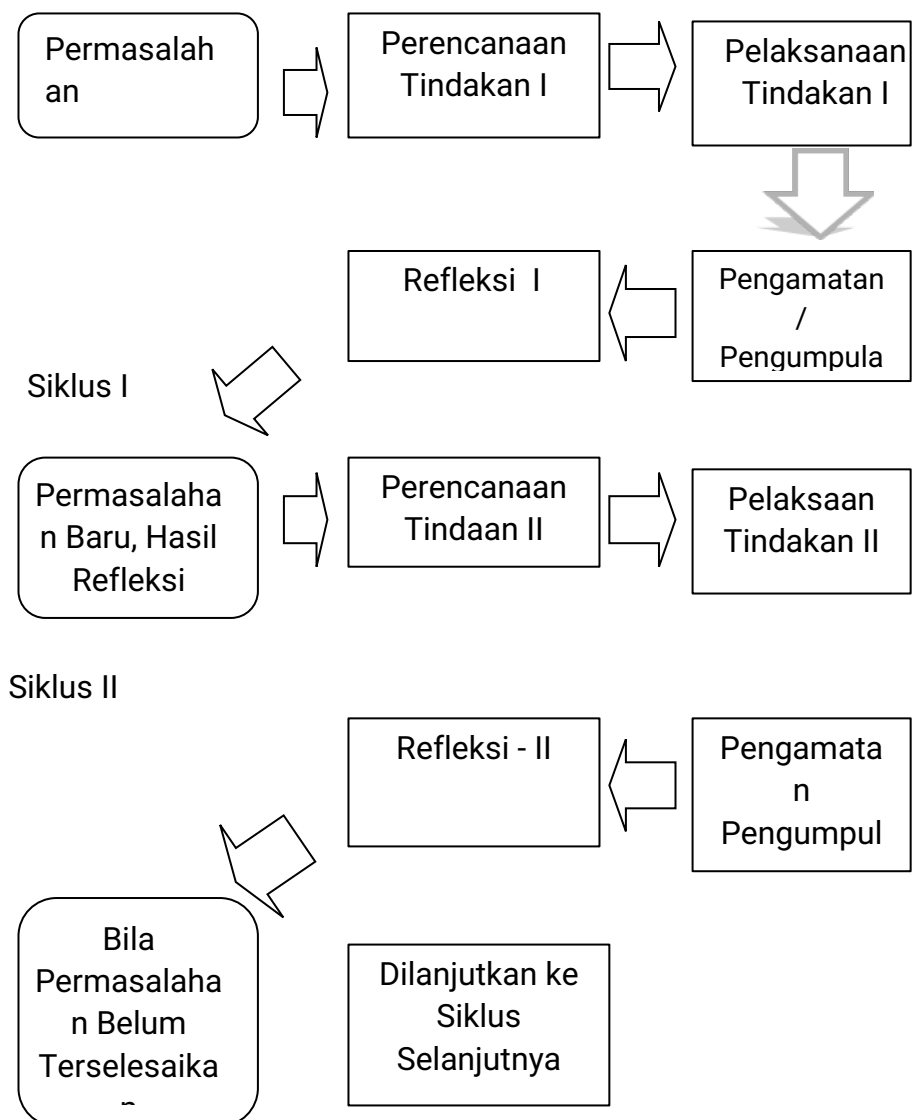 Permasalah
an
Perencanaan
Tindakan I
Pelaksanaan
Tindakan I
Refleksi I
Pengamatan
/
Pengumpula
Siklus I
Permasalaha
n Baru, Hasil
Refleksi
Perencanaan
Tindaan II
Pelaksaan
Tindakan II
Siklus II
Refleksi - II
Pengamata
n
Pengumpul
Bila
Permasalaha
n Belum
Terselesaika
n
Dilanjutkan ke
Siklus
Selanjutnya